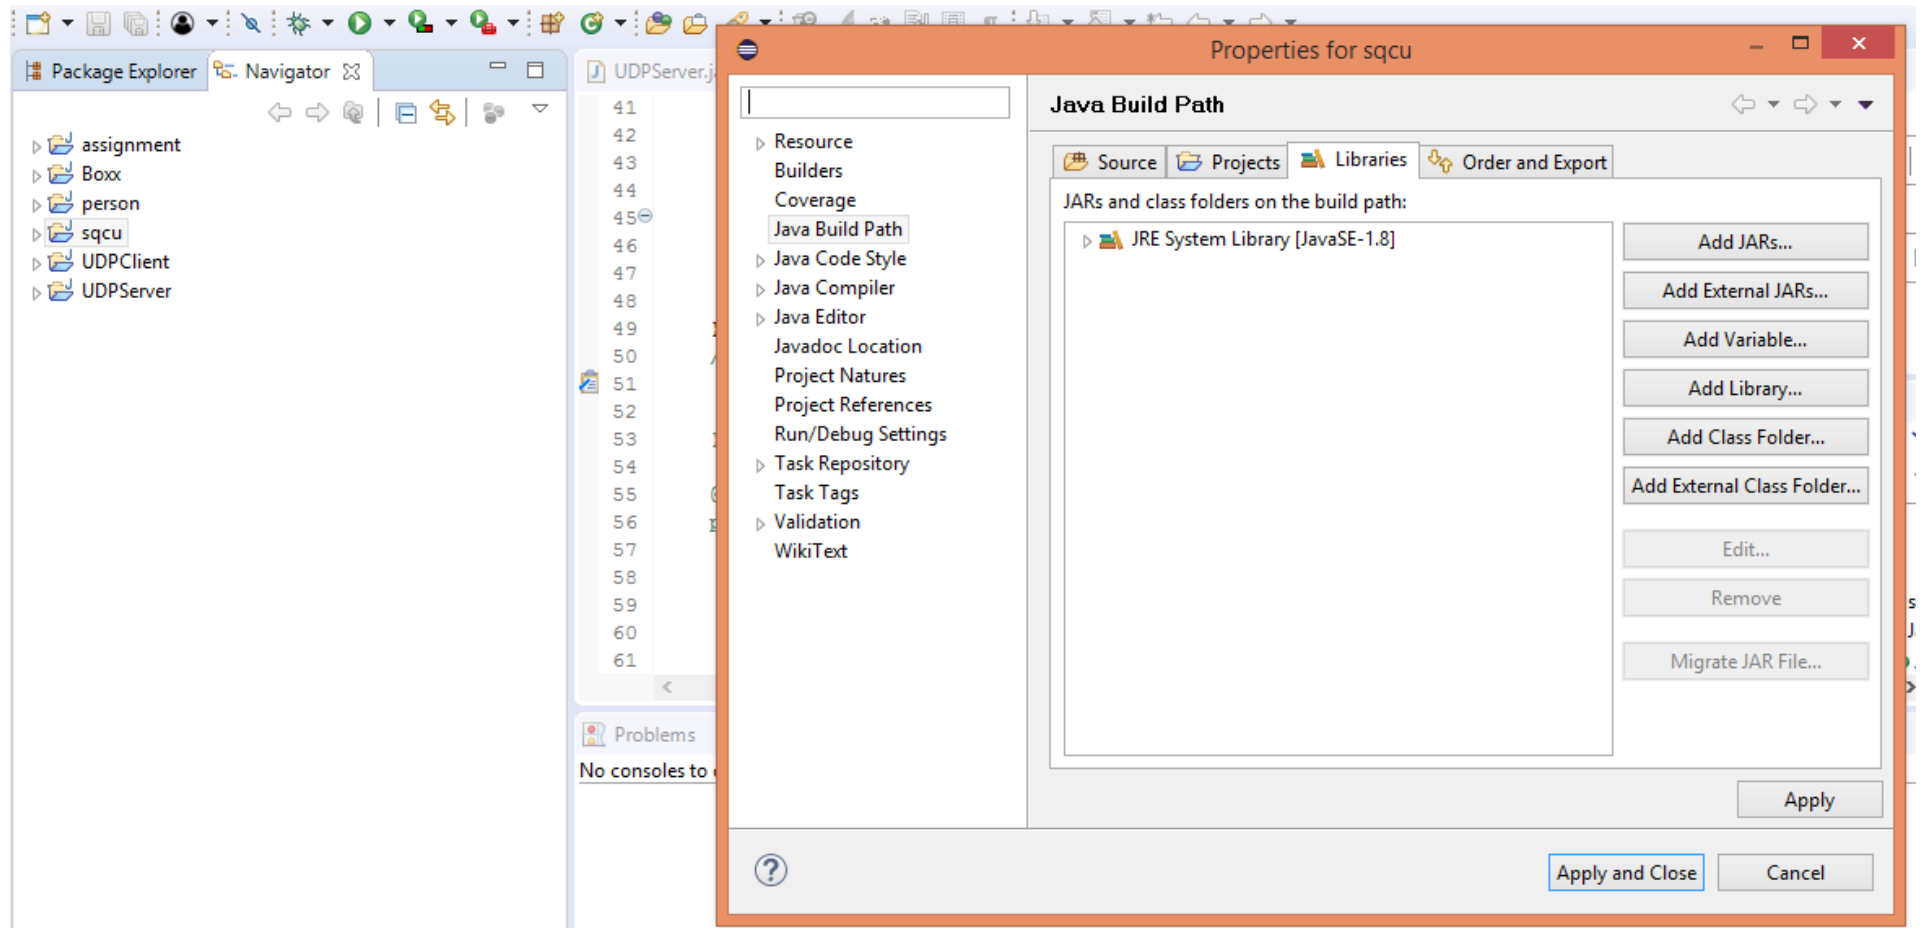 Package Explorer
Navigator
assignment
Boxx
person
sqcu
UDPClient
UDPServer
41
42
43
44
45
46
47
48
49
50
51
52
53
54
55
56
57
58
59
60
61
Problems
No consoles to
Properties for sqcu
Resource
Builders
Coverage
Java Build Path
Java Code Style
Java Compiler
Java Editor
Javadoc Location
Project Natures
Project References
Run/Debug Settings
Task Repository
Task Tags
Validation
WikiText
Java Build Path
Source
Projects
Libraries
Order and Export
JARs and class folders on the build path:
JRE System Library [JavaSE-1.8]
Add JARs...
Add External JARs...
Add Variable...
Add Library...
Add Class Folder...
Add External Class Folder...
Edit...
Remove
Migrate JAR File...
Apply
Apply and Close
Cancel